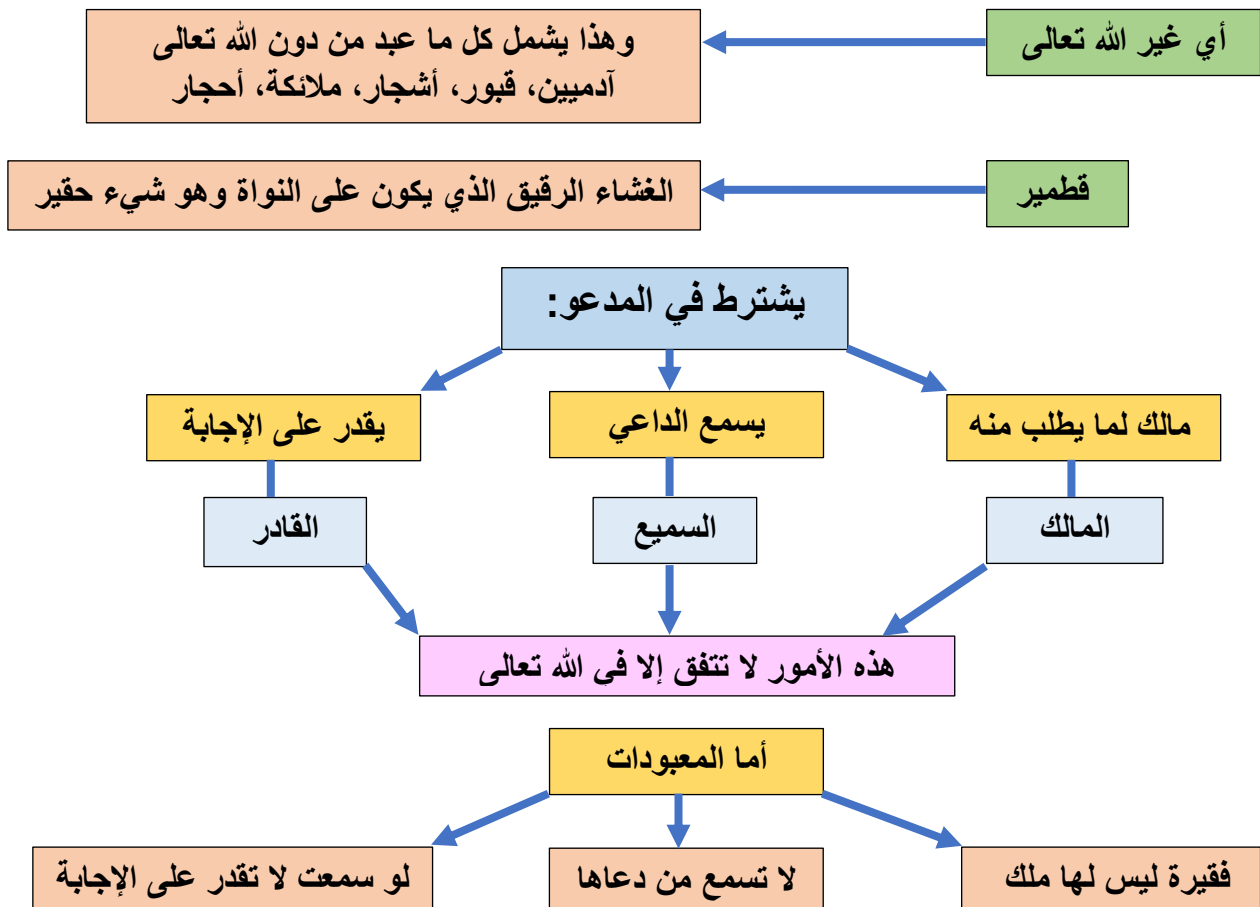 أي غير الله تعالى
وهذا يشمل كل ما عبد من دون الله تعالى
آدميين، قبور، أشجار، ملائكة، أحجار
قطمير
الغشاء الرقيق الذي يكون على النواة وهو شيء حقير
يشترط في المدعو:
مالك لما يطلب منه
يسمع الداعي
يقدر على الإجابة
المالك
السميع
القادر
هذه الأمور لا تتفق إلا في الله تعالى
أما المعبودات
فقيرة ليس لها ملك
لا تسمع من دعاها
لو سمعت لا تقدر على الإجابة